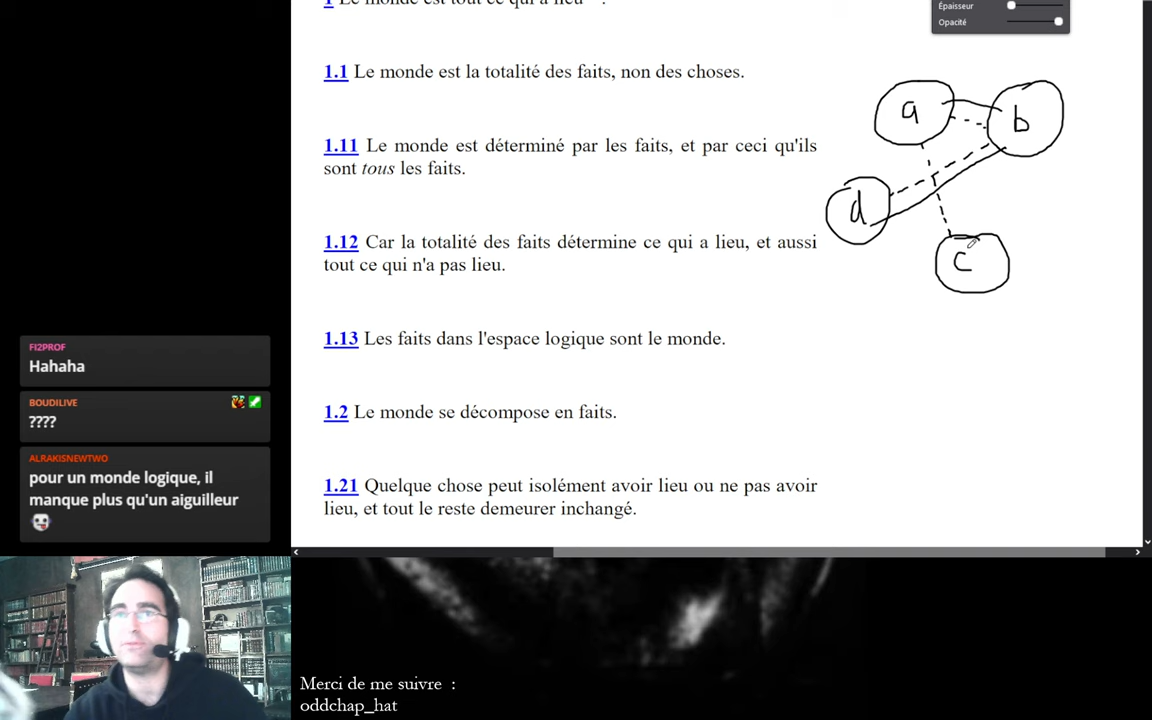 Épaisseur
Opacité
1.1 Le monde est la totalité des faits, non des choses.
1.11 Le monde est déterminé par les faits, et par ceci qu'ils
sont tous les faits.
1.12 Car la totalité des faits détermine ce qui a lieu, et aussi
tout ce qui n'a pas lieu.
1.13 Les faits dans l'espace logique sont le monde.
1.2 Le monde se décompose en faits.
1.21 Quelque chose peut isolément avoir lieu ou ne pas avoir
lieu, et tout le reste demeurer inchangé.
a
b
d
c
FI2PROF
Hahaha
BOUDILIVE
????
ALRAKISNEWTWO
pour un monde logique, il
manque plus qu'un aiguilleur
Merci de me suivre :
oddchap_hat